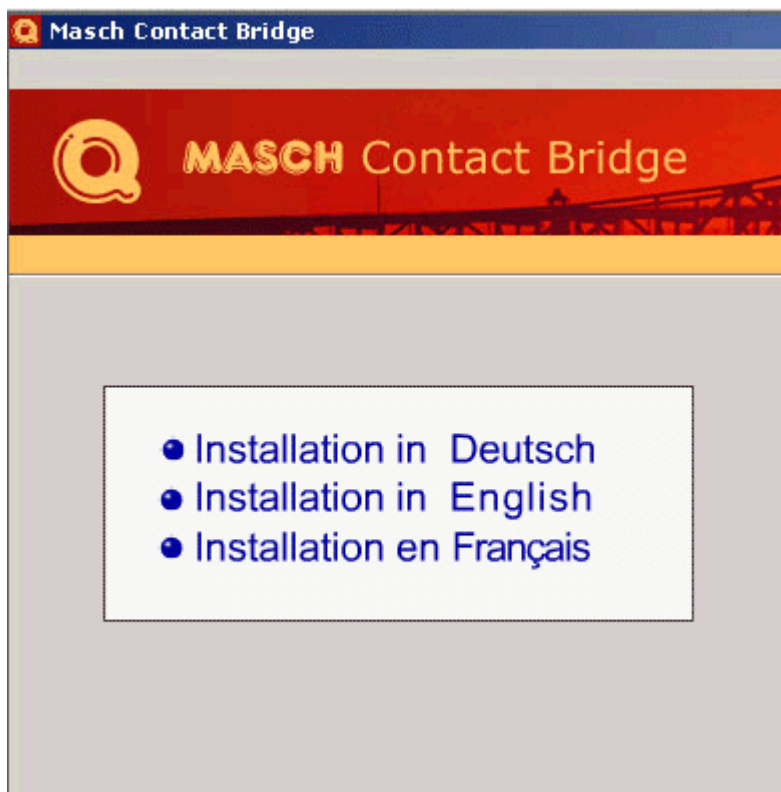 Masch Contact Bridge
MASCH Contact Bridge
Installation in Deutsch
Installation in English
Installation en Français